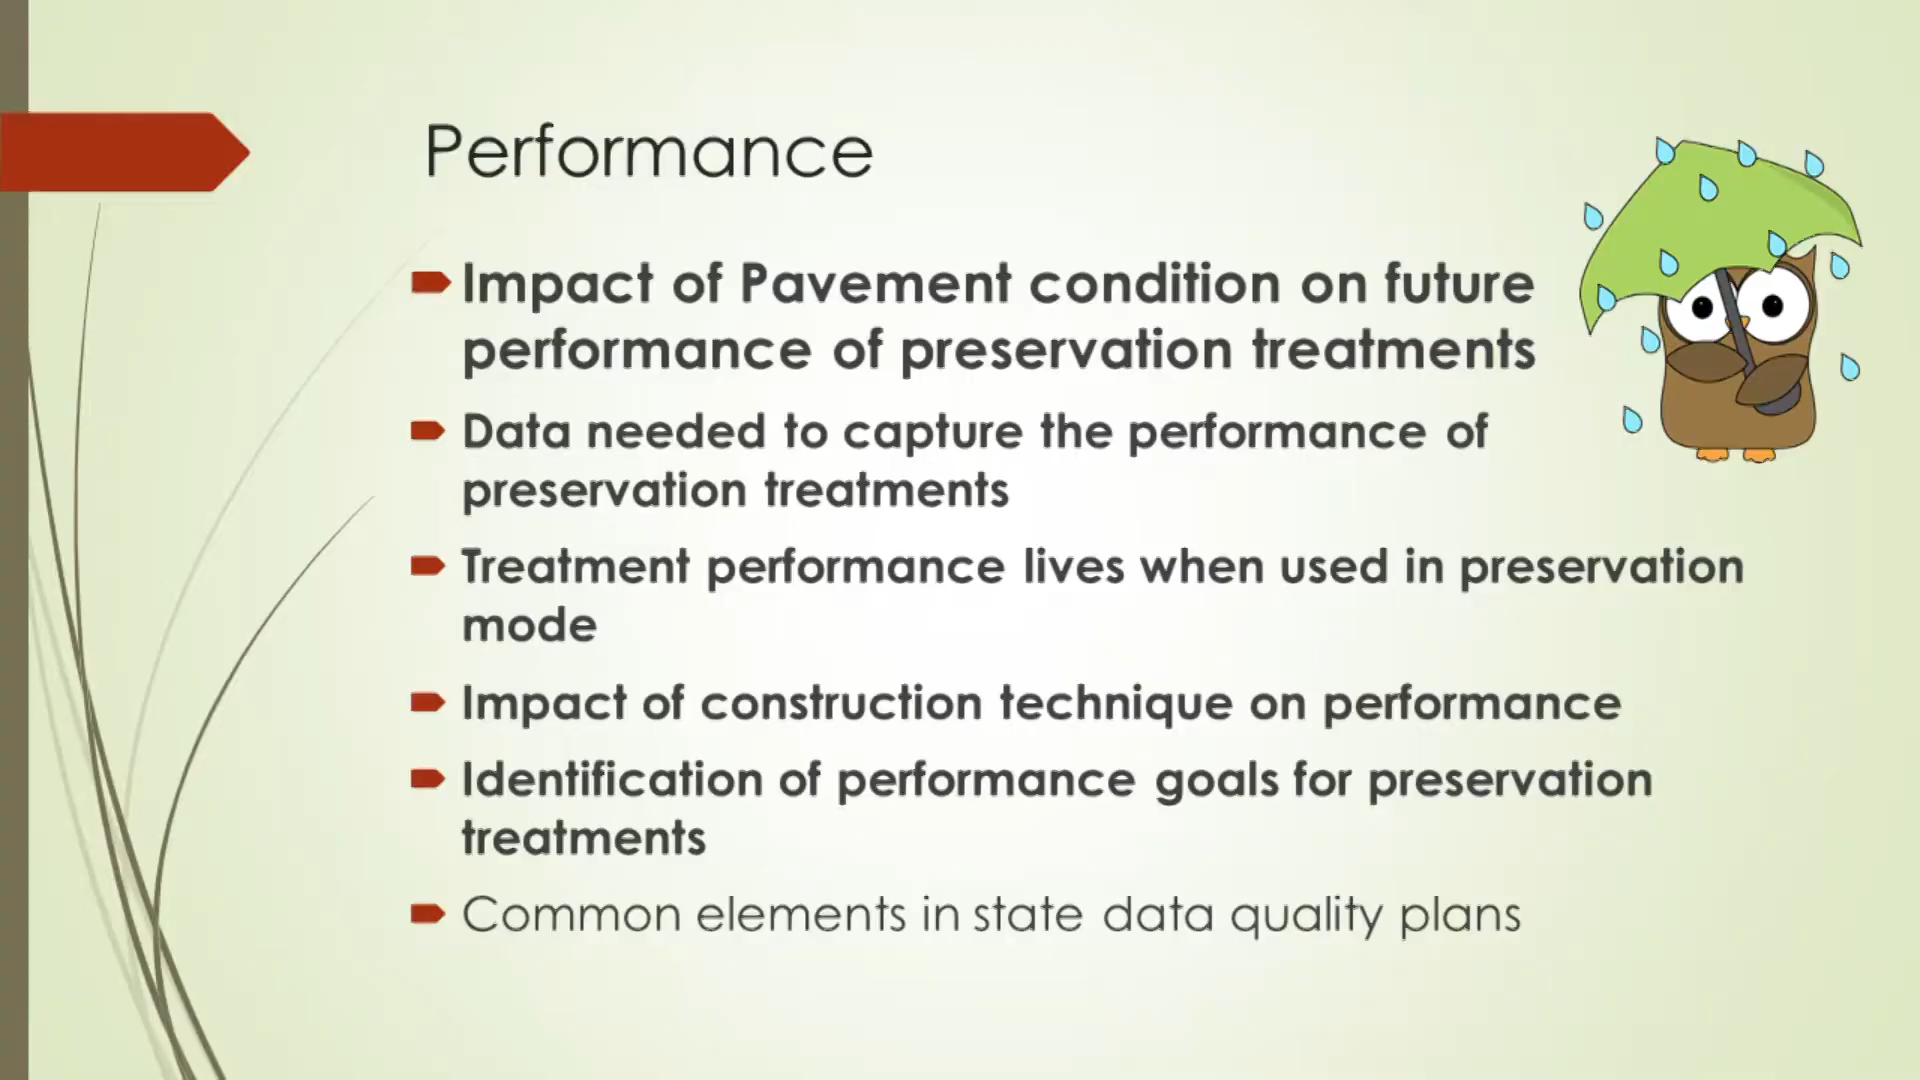 Performance
Impact of Pavement condition on future
performance of preservation treatments
Data needed to capture the performance of
preservation treatments
Treatment performance lives when used in preservation
mode
Impact of construction technique on performance
Identification of performance goals for preservation
treatments
Common elements in state data quality plans